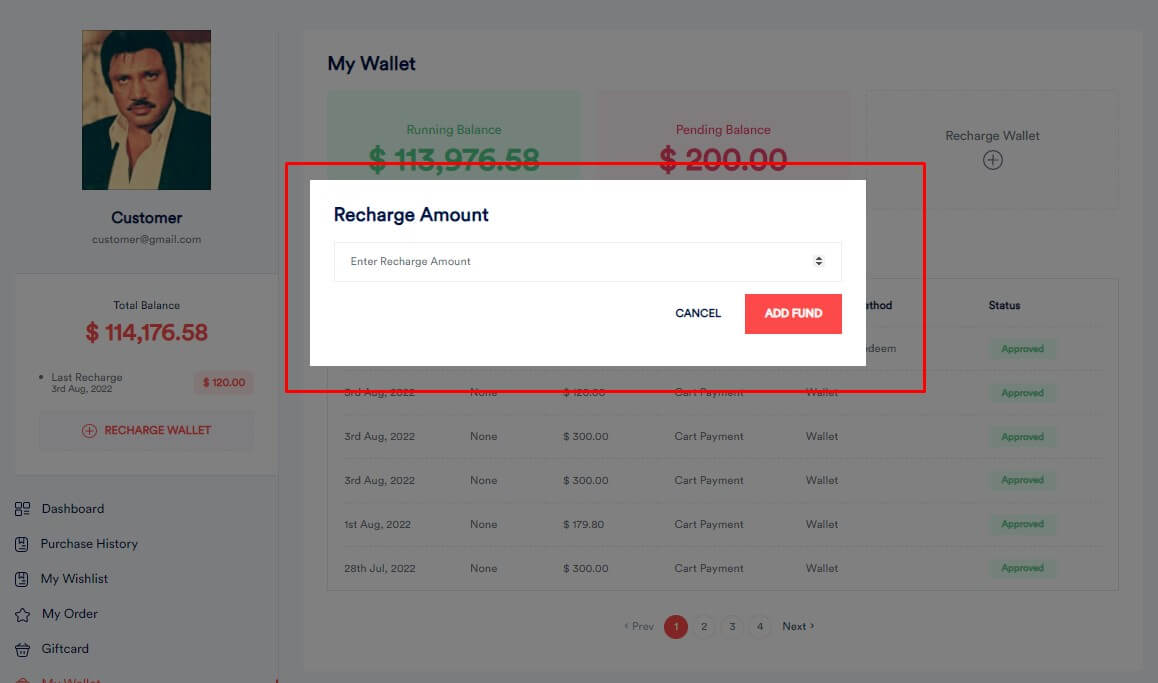 Customer
customer@gmail.com
Total Balance
$ 114,176.58
Last Recharge
3rd Aug, 2022
$ 120.00
RECHARGE WALLET
Dashboard
Purchase History
My Wishlist
My Order
Giftcard
My Wallet
My Wallet
Running Balance
$ 113,976.58
Pending Balance
$ 200.00
Recharge Wallet
Recharge Amount
Enter Recharge Amount
CANCEL
ADD FUND
Status
Approved
3rd Aug, 2022 None $ 120.00 Cart Payment Wallet Approved
3rd Aug, 2022 None $ 300.00 Cart Payment Wallet Approved
3rd Aug, 2022 None $ 300.00 Cart Payment Wallet Approved
1st Aug, 2022 None $ 179.80 Cart Payment Wallet Approved
28th Jul, 2022 None $ 300.00 Cart Payment Wallet Approved
‹ Prev 1 2 3 4 Next ›